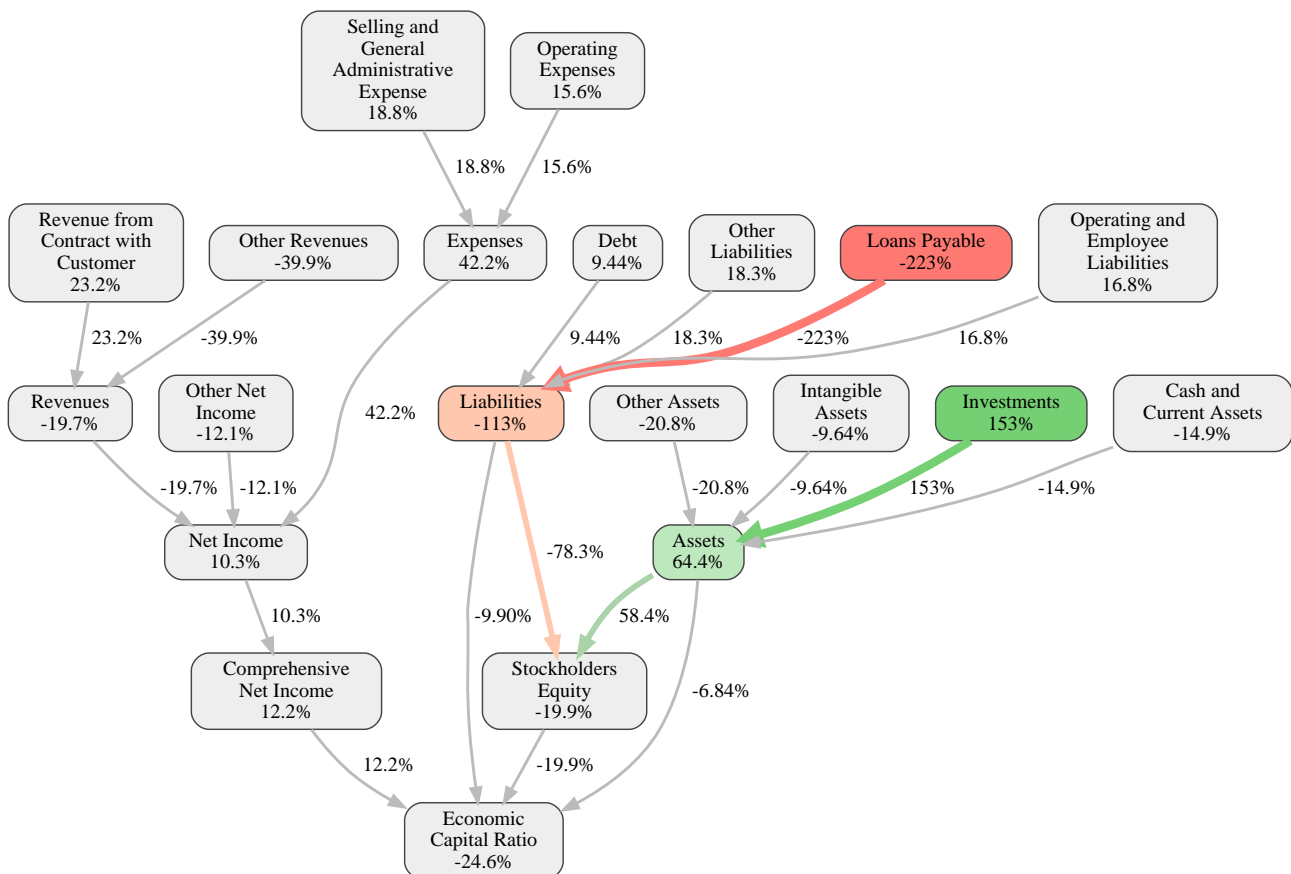 Selling and
General
Administrative
Expense
18.8%
Operating
Expenses
15.6%
18.8%
15.6%
Revenue from
Contract with
Customer
23.2%
Other Revenues
-39.9%
Expenses
42.2%
Debt
9.44%
Other
Liabilities
18.3%
Loans Payable
-223%
Operating and
Employee
Liabilities
16.8%
23.2%
-39.9%
9.44%
18.3%
-223%
16.8%
Revenues
-19.7%
Other Net
Income
-12.1%
42.2%
Liabilities
-113%
Other Assets
-20.8%
Intangible
Assets
-9.64%
Investments
153%
Cash and
Current Assets
-14.9%
-19.7%
-12.1%
-20.8%
-9.64%
153%
-14.9%
Net Income
10.3%
-78.3%
Assets
64.4%
10.3%
-9.90%
58.4%
Comprehensive
Net Income
12.2%
Stockholders
Equity
-19.9%
-6.84%
12.2%
-19.9%
Economic
Capital Ratio
-24.6%